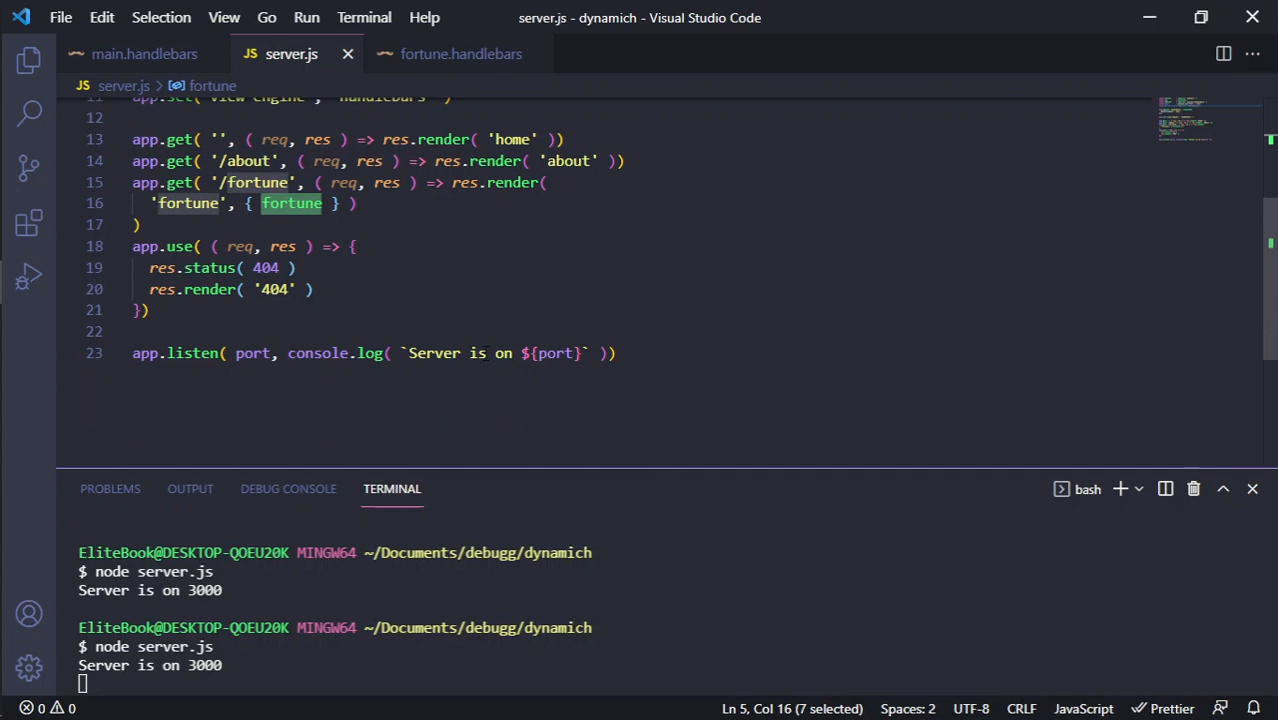 File Edit Selection View Go Run Terminal Help server.js - dynamich - Visual Studio Code
main.handlebars JS server.js fortune.handlebars
JS server.js > fortune
11 app.set( 'view engine', 'handlebars' )
12
13 app.get( '', ( req, res ) => res.render( 'home' ))
14 app.get( '/about', ( req, res ) => res.render( 'about' ))
15 app.get( '/fortune', ( req, res ) => res.render(
16 'fortune', { fortune } )
17 )
18 app.use( ( req, res ) => {
19 res.status( 404 )
20 res.render( '404' )
21 })
22
23 app.listen( port, console.log( `Server is on ${port}` ))
PROBLEMS OUTPUT DEBUG CONSOLE TERMINAL bash
EliteBook@DESKTOP-QOEU20K MINGW64 ~/Documents/debugg/dynamich
$ node server.js
Server is on 3000
EliteBook@DESKTOP-QOEU20K MINGW64 ~/Documents/debugg/dynamich
$ node server.js
Server is on 3000
0 0 Ln 5, Col 16 (7 selected) Spaces: 2 UTF-8 CRLF JavaScript Prettier